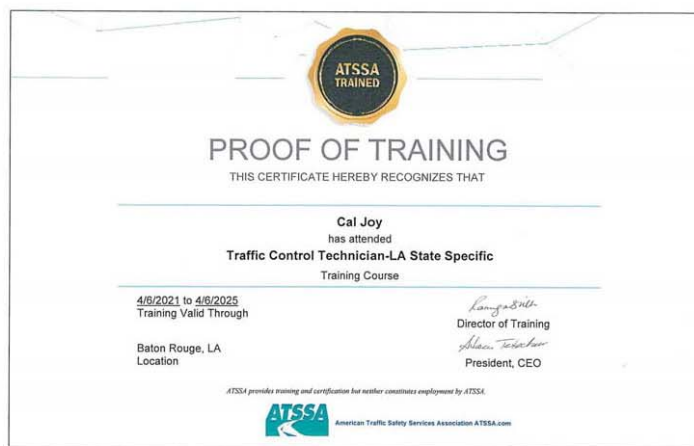 ATSSA
TRAINED
PROOF OF TRAINING
THIS CERTIFICATE HEREBY RECOGNIZES THAT
Cal Joy
has attended
Traffic Control Technician-LA State Specific
Training Course
4/6/2021 to 4/6/2025
Training Valid Through
Director of Training
Baton Rouge, LA
Location
President, CEO
ATSSA provides training and certification but neither constitutes employment by ATSSA.
ATSSA American Traffic Safety Services Association ATSSA.com